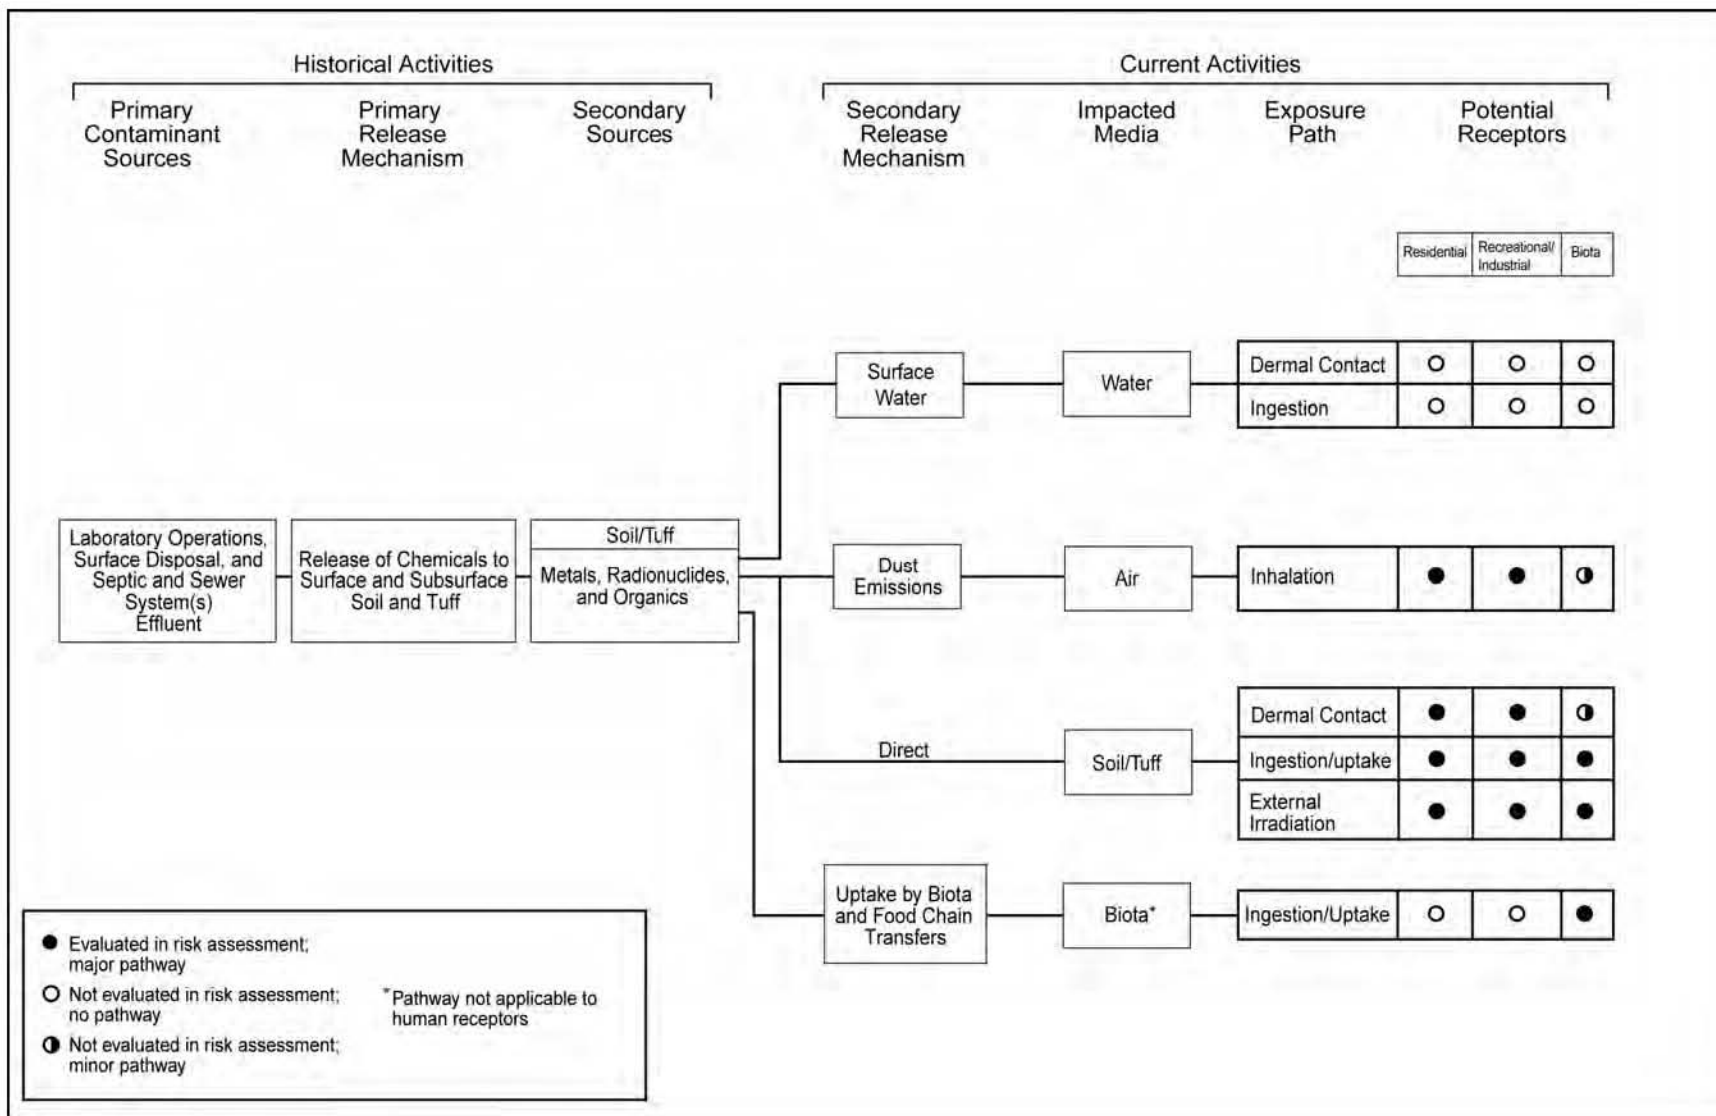 Historical Activities
Current Activities
Primary
Contaminant
Sources
Primary
Release
Mechanism
Secondary
Sources
Secondary
Release
Mechanism
Impacted
Media
Exposure
Path
Potential
Receptors
Residential
Recreational/
Industrial
Biota
Surface
Water
Water
Dermal Contact
Ingestion
Laboratory Operations,
Surface Disposal, and
Septic and Sewer
System(s)
Effluent
Release of Chemicals to
Surface and Subsurface
Soil and Tuff
Soil/Tuff
Metals, Radionuclides,
and Organics
Dust
Emissions
Air
Inhalation
Direct
Soil/Tuff
Dermal Contact
Ingestion/uptake
External
Irradiation
Uptake by Biota
and Food Chain
Transfers
Biota*
Ingestion/Uptake
Evaluated in risk assessment;
major pathway
Not evaluated in risk assessment;
no pathway
Not evaluated in risk assessment;
minor pathway
*Pathway not applicable to
human receptors